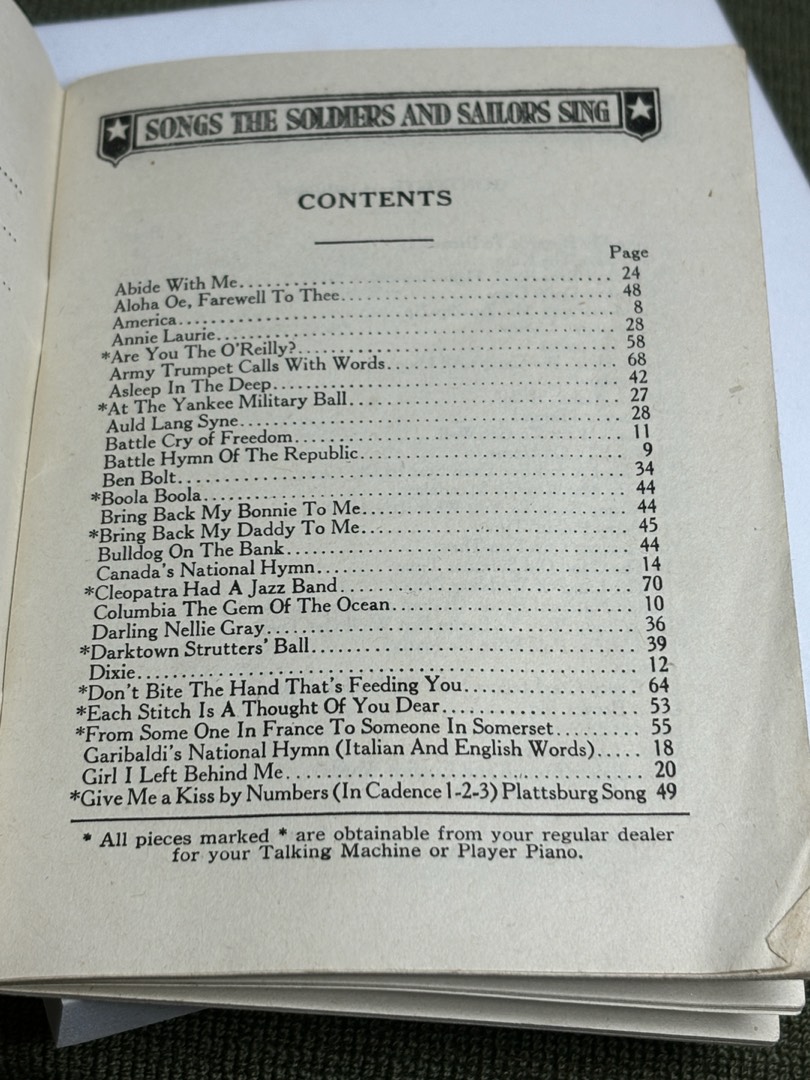 SONGS THE SOLDIERS AND SAILORS SING
CONTENTS
Page
Abide With Me........................................ 24
Aloha Oe, Farewell To Thee........................... 48
America.............................................. 8
Annie Laurie......................................... 28
*Are You The O'Reilly?............................... 58
Army Trumpet Calls With Words........................ 68
Asleep In The Deep................................... 42
*At The Yankee Military Ball......................... 27
Auld Lang Syne....................................... 28
Battle Cry of Freedom................................ 11
Battle Hymn Of The Republic.......................... 9
Ben Bolt............................................. 34
*Boola Boola......................................... 44
Bring Back My Bonnie To Me........................... 44
*Bring Back My Daddy To Me........................... 45
Bulldog On The Bank.................................. 44
Canada's National Hymn............................... 14
*Cleopatra Had A Jazz Band........................... 70
Columbia The Gem Of The Ocean........................ 10
Darling Nellie Gray.................................. 36
*Darktown Strutters' Ball............................ 39
Dixie................................................ 12
*Don't Bite The Hand That's Feeding You.............. 64
*Each Stitch Is A Thought Of You Dear................ 53
*From Some One In France To Someone In Somerset......... 55
Garibaldi's National Hymn (Italian And English Words)..... 18
Girl I Left Behind Me................................ 20
*Give Me a Kiss by Numbers (In Cadence 1-2-3) Plattsburg Song 49
* All pieces marked * are obtainable from your regular dealer
for your Talking Machine or Player Piano.